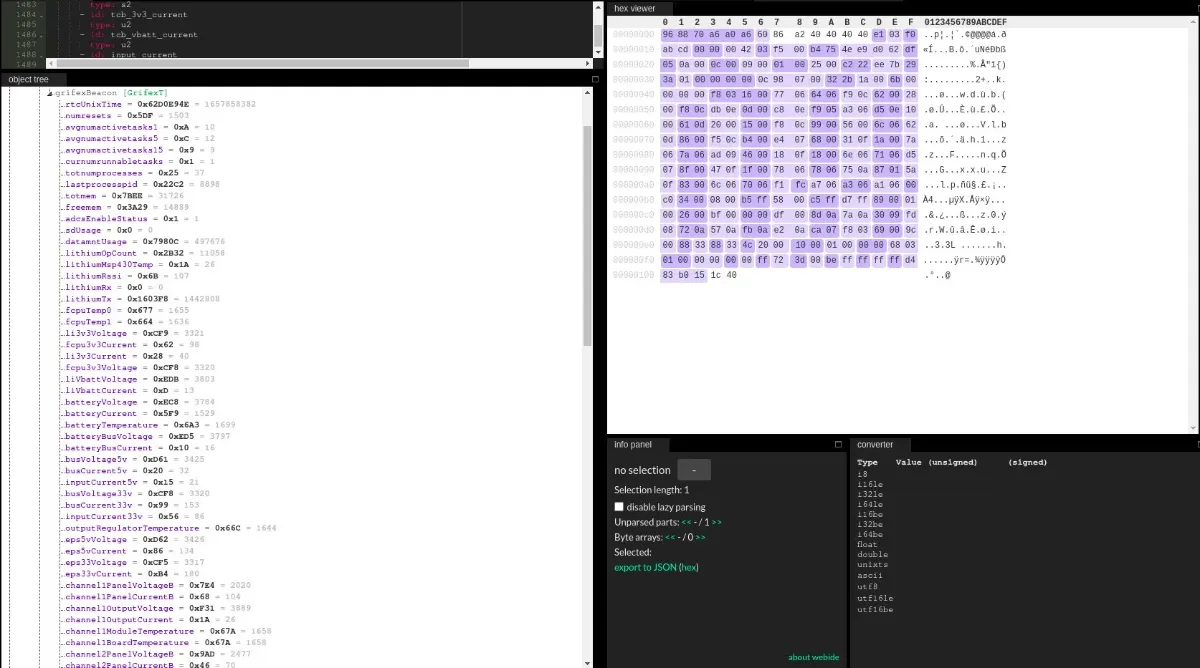 1483 type: s2
1484 - id: tcb_3v3_current
1485 type: u2
1486 - id: tcb_vbatt_current
1487 type: u2
1488 - id: input_current
1489
object tree
grifexBeacon [GrifexT]
rtcUnixTime = 0x62D0E94E = 1657858382
numresets = 0x5DF = 1503
avgnumactivetasks1 = 0xA = 10
avgnumactivetasks5 = 0xC = 12
avgnumactivetasks15 = 0x9 = 9
curnumrunnabletasks = 0x1 = 1
totnumprocesses = 0x25 = 37
lastprocesspid = 0x22C2 = 8898
totmem = 0x7BEE = 31726
freemem = 0x3A29 = 14889
adcsEnableStatus = 0x1 = 1
sdUsage = 0x0 = 0
datamntUsage = 0x7980C = 497676
lithiumOpCount = 0x2B32 = 11058
lithiumMsp430Temp = 0x1A = 26
lithiumRssi = 0x6B = 107
lithiumRx = 0x0 = 0
lithiumTx = 0x1603F8 = 1442808
fcpuTemp0 = 0x677 = 1655
fcpuTemp1 = 0x664 = 1636
li3v3Voltage = 0xCF9 = 3321
fcpu3v3Current = 0x62 = 98
li3v3Current = 0x28 = 40
fcpu3v3Voltage = 0xCF8 = 3320
liVbattVoltage = 0xEDB = 3803
liVbattCurrent = 0xD = 13
batteryVoltage = 0xEC8 = 3784
batteryCurrent = 0x5F9 = 1529
batteryTemperature = 0x6A3 = 1699
batteryBusVoltage = 0xED5 = 3797
batteryBusCurrent = 0x10 = 16
busVoltage5v = 0xD61 = 3425
busCurrent5v = 0x20 = 32
inputCurrent5v = 0x15 = 21
busVoltage33v = 0xCF8 = 3320
busCurrent33v = 0x99 = 153
inputCurrent33v = 0x56 = 86
outputRegulatorTemperature = 0x66C = 1644
eps5vVoltage = 0xD62 = 3426
eps5vCurrent = 0x86 = 134
eps33Voltage = 0xCF5 = 3317
eps33vCurrent = 0xB4 = 180
channel1PanelVoltageB = 0x7E4 = 2020
channel1PanelCurrentB = 0x68 = 104
channel1OutputVoltage = 0xF31 = 3889
channel1OutputCurrent = 0x1A = 26
channel1ModuleTemperature = 0x67A = 1658
channel1BoardTemperature = 0x67A = 1658
channel2PanelVoltageB = 0x9AD = 2477
channel2PanelCurrentB = 0x46 = 70
hex viewer
0 1 2 3 4 5 6 7 8 9 A B C D E F 0123456789ABCDEF
00000000 96 88 70 a6 a0 a6 60 86 a2 40 40 40 40 e1 03 f0
00000010 ab cd 00 00 00 42 03 f5 00 b4 75 4e e9 d0 62 df
00000020 05 0a 00 0c 00 09 00 01 00 25 00 c2 22 ee 7b 29
00000030 3a 01 00 00 00 00 0c 98 07 00 32 2b 1a 00 6b 00
00000040 00 00 00 f8 03 16 00 77 06 64 06 f9 0c 62 00 28
00000050 00 f8 0c db 0e 0d 00 c8 0e f9 05 a3 06 d5 0e 10
00000060 00 61 0d 20 00 15 00 f8 0c 99 00 56 00 6c 06 62
00000070 0d 86 00 f5 0c b4 00 e4 07 68 00 31 0f 1a 00 7a
00000080 06 7a 06 ad 09 46 00 18 0f 18 00 6e 06 71 06 d5
00000090 07 8f 00 47 0f 1f 00 78 06 78 06 75 0a 87 01 5a
000000a0 0f 83 00 6c 06 70 06 f1 fc a7 06 a3 06 a1 06 00
000000b0 c0 34 00 08 00 b5 ff 58 00 c5 ff d7 ff 89 00 01
000000c0 00 26 00 bf 00 00 00 df 00 8d 0a 7a 0a 30 09 fd
000000d0 08 72 0a 57 0a fb 0a e2 0a ca 07 f8 03 69 00 9c
000000e0 00 88 33 88 33 4c 20 00 10 00 01 00 00 00 68 03
000000f0 01 00 00 00 00 00 ff 72 3d 00 be ff ff ff ff d4
00000100 83 b0 15 1c 40
info panel
no selection -
Selection length: 1
disable lazy parsing
Unparsed parts: << - / 1 >>
Byte arrays: << - / 0 >>
Selected:
export to JSON (hex)
about webide
converter
Type Value (unsigned) (signed)
i8
i16le
i32le
i64le
i16be
i32be
i64be
float
double
unixts
ascii
utf8
utf16le
utf16be